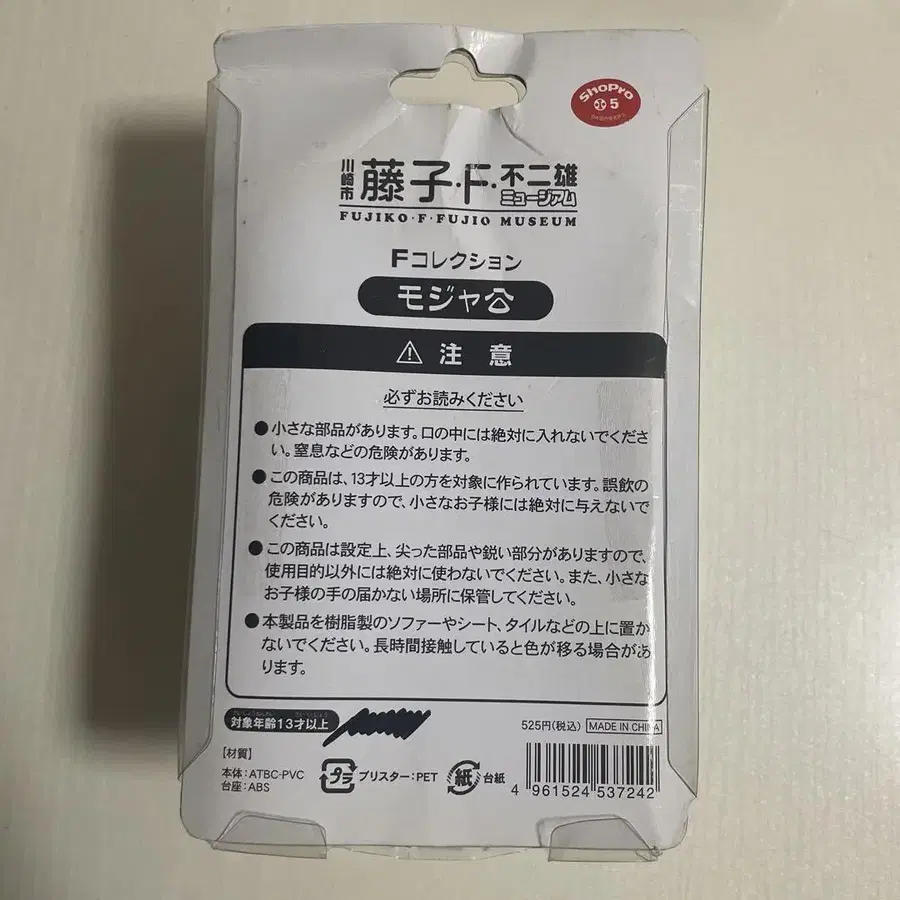 ShoPro
5
川崎市
藤子・F・不二雄
ミュージアム
FUJIKO・F・FUJIO MUSEUM
Fコレクション
モジャ公
⚠ 注意
必ずお読みください
●小さな部品があります。口の中には絶対に入れないでくださ
い。窒息などの危険があります。
●この商品は、13才以上の方を対象に作られています。誤飲の
危険がありますので、小さなお子様には絶対に与えないで
ください。
●この商品は設定上、尖った部品や鋭い部分がありますので、
使用目的以外には絶対に使わないでください。また、小さな
お子様の手の届かない場所に保管してください。
●本製品を樹脂製のソファーやシート、タイルなどの上に置か
ないでください。長時間接触していると色が移る場合があ
ります。
対象年齢13才以上
525円(税込) MADE IN CHINA
【材質】
本体:ATBC-PVC
台座:ABS
プラ
ブリスター:PET
紙
台紙
4 961524 537242